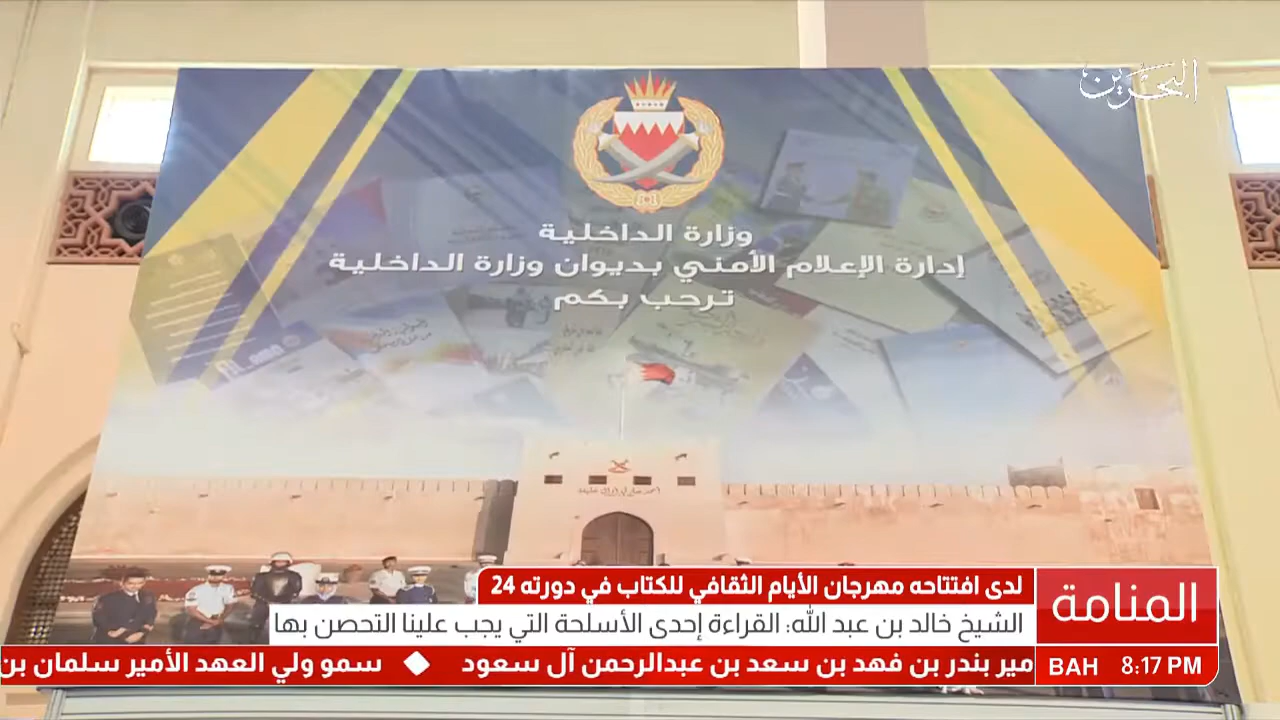 البحرين
وزارة الداخلية
إدارة الإعلام الأمني بديوان وزارة الداخلية
ترحب بكم
لدى افتتاحه مهرجان الأيام الثقافي للكتاب في دورته 24
المنامة
الشيخ خالد بن عبد الله: القراءة إحدى الأسلحة التي يجب علينا التحصن بها
مير بندر بن فهد بن سعد بن عبدالرحمن آل سعود ◆ سمو ولي العهد الأمير سلمان بن
BAH 8:17 PM